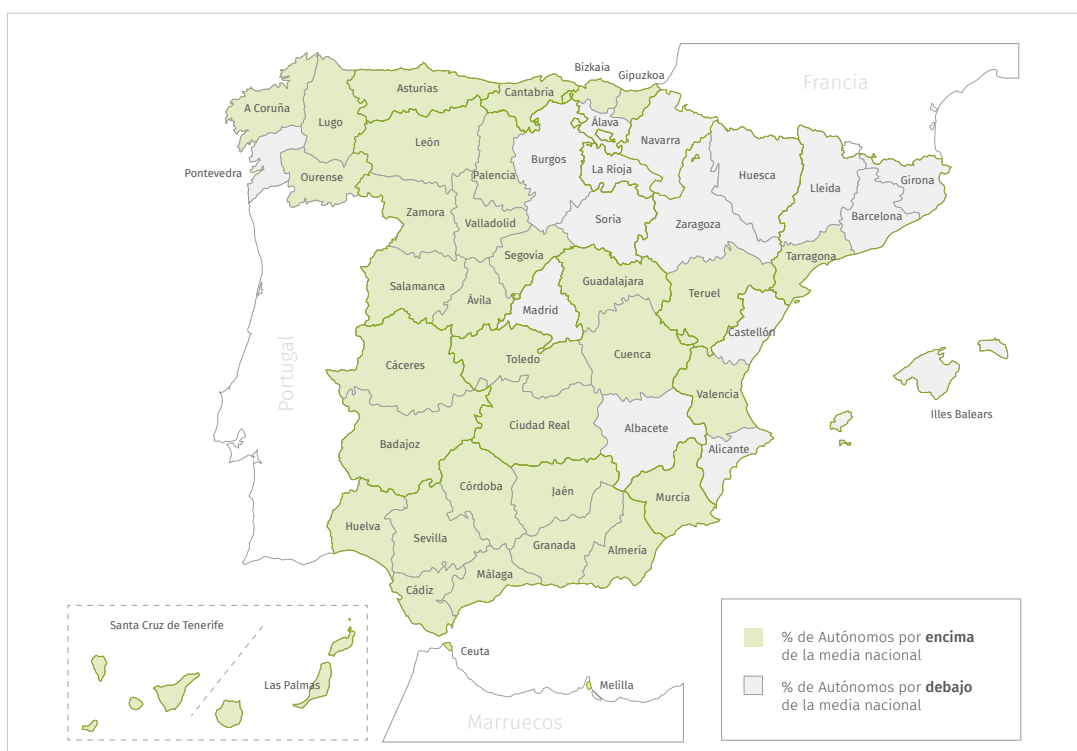 Bizkaia
Gipuzkoa
Francia
Asturias
Cantabria
A Coruña
Lugo
Álava
León
Navarra
Burgos
La Rioja
Pontevedra
Ourense
Palencia
Huesca
Lleida
Girona
Zamora
Valladolid
Soria
Zaragoza
Barcelona
Segovia
Tarragona
Salamanca
Ávila
Guadalajara
Teruel
Madrid
Castellón
Portugal
Cáceres
Toledo
Cuenca
Valencia
Illes Balears
Badajoz
Ciudad Real
Albacete
Alicante
Córdoba
Jaén
Murcia
Huelva
Sevilla
Granada
Almería
Málaga
Cádiz
Santa Cruz de Tenerife
Las Palmas
Ceuta
Melilla
Marruecos
% de Autónomos por encima
de la media nacional
% de Autónomos por debajo
de la media nacional